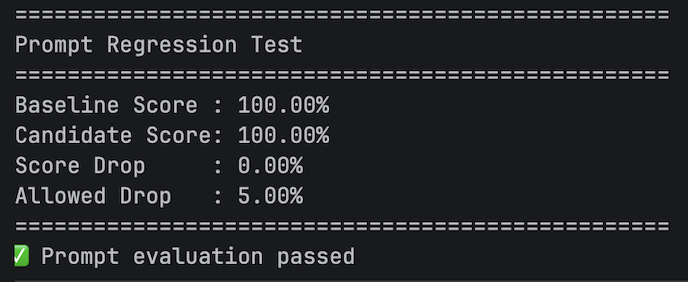 ==================================================
Prompt Regression Test
==================================================
Baseline Score : 100.00%
Candidate Score: 100.00%
Score Drop     : 0.00%
Allowed Drop   : 5.00%
==================================================
✅ Prompt evaluation passed